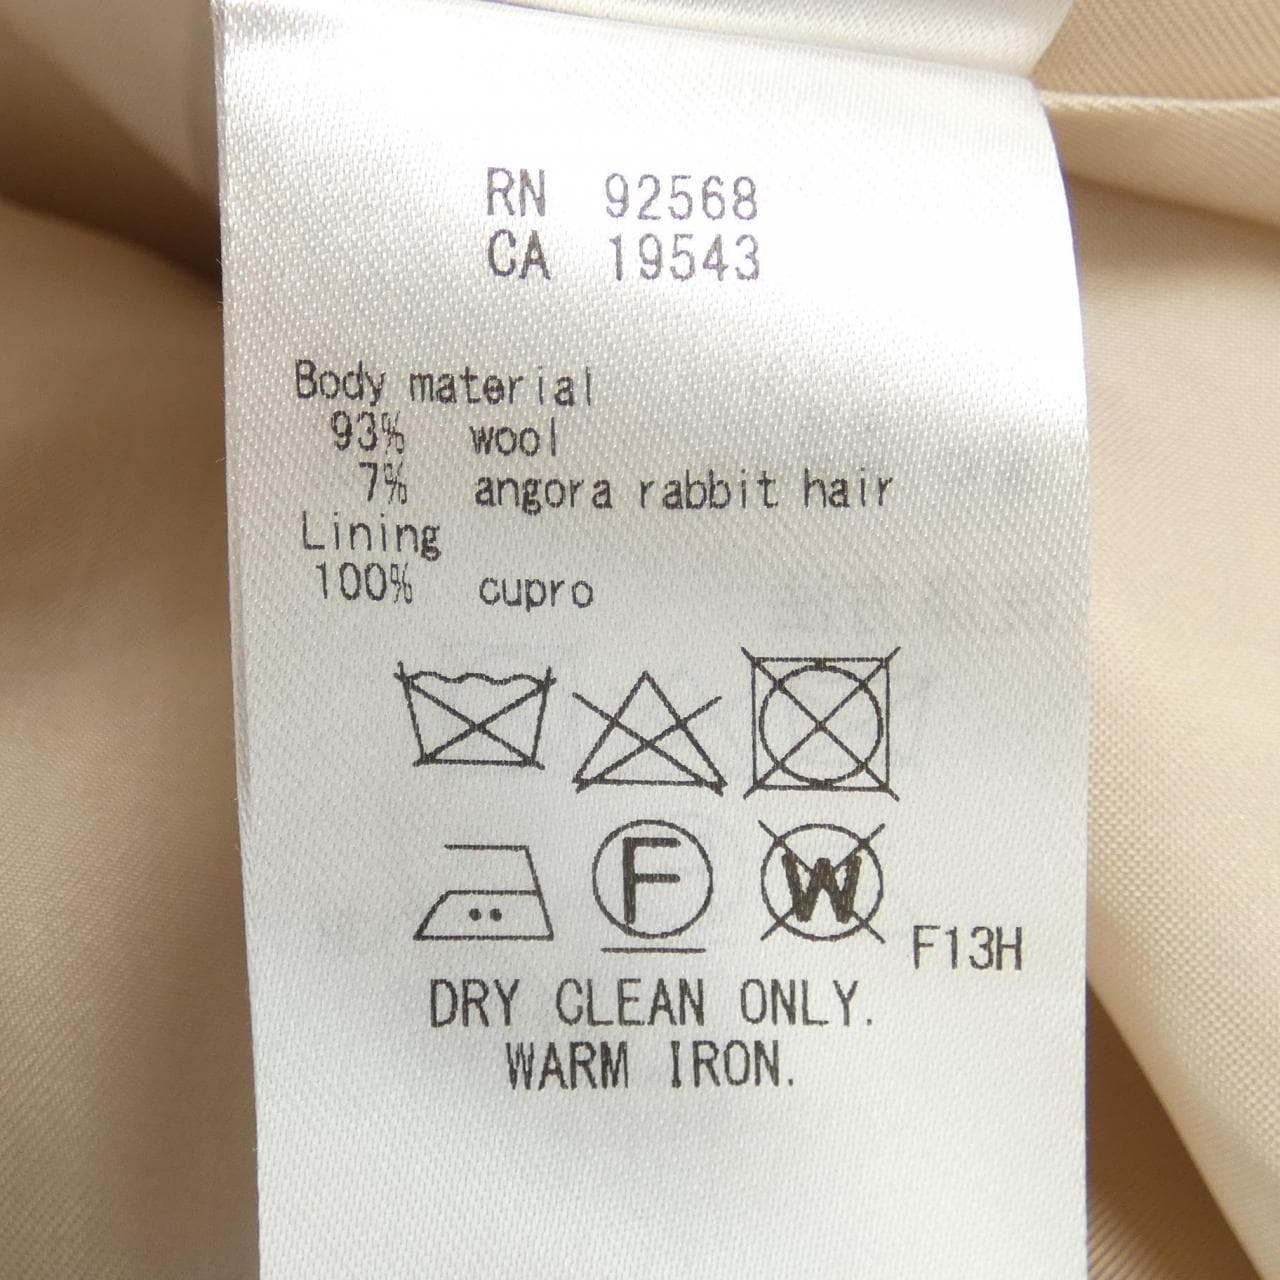 RN 92568
CA 19543
Body material
93% wool
7% angora rabbit hair
Lining
100% cupro
F W F13H
DRY CLEAN ONLY.
WARM IRON.